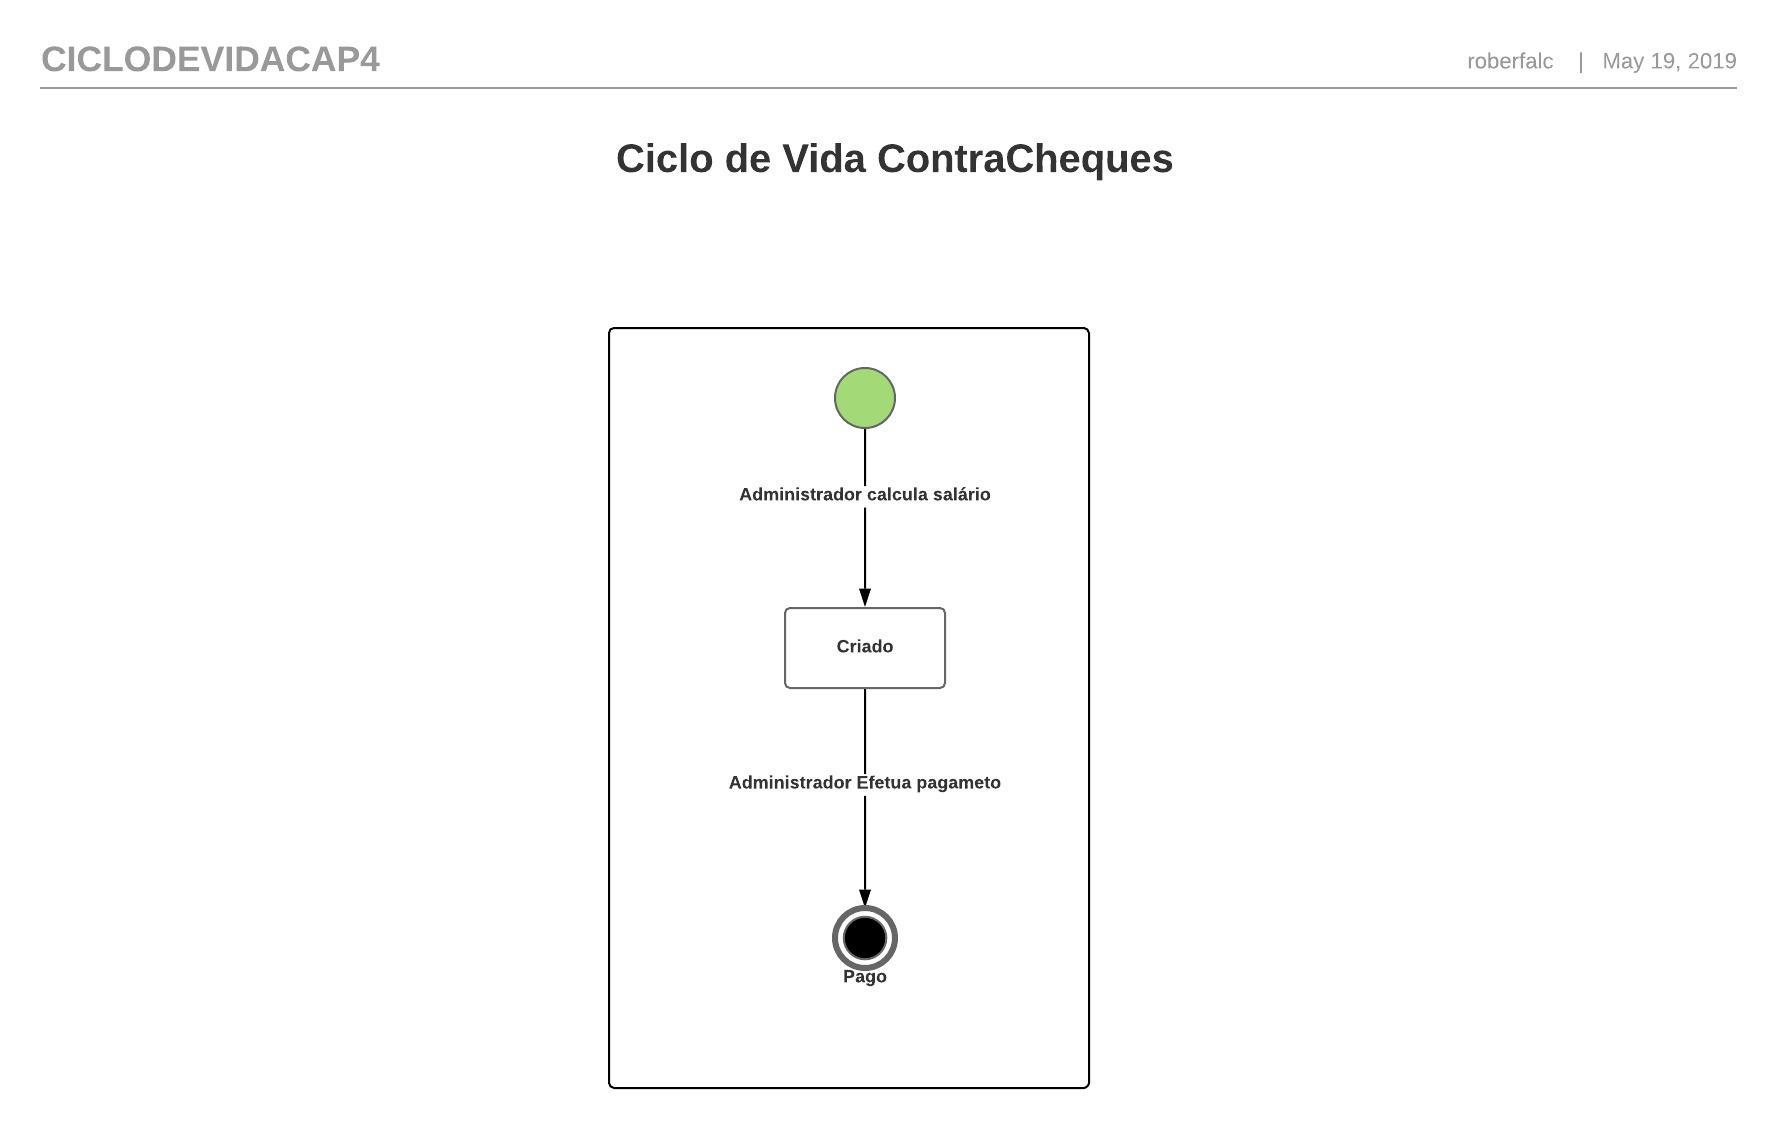 CICLODEVIDACAP4
roberfalc | May 19, 2019
Ciclo de Vida ContraCheques
Administrador calcula salário
Criado
Administrador Efetua pagameto
Pago